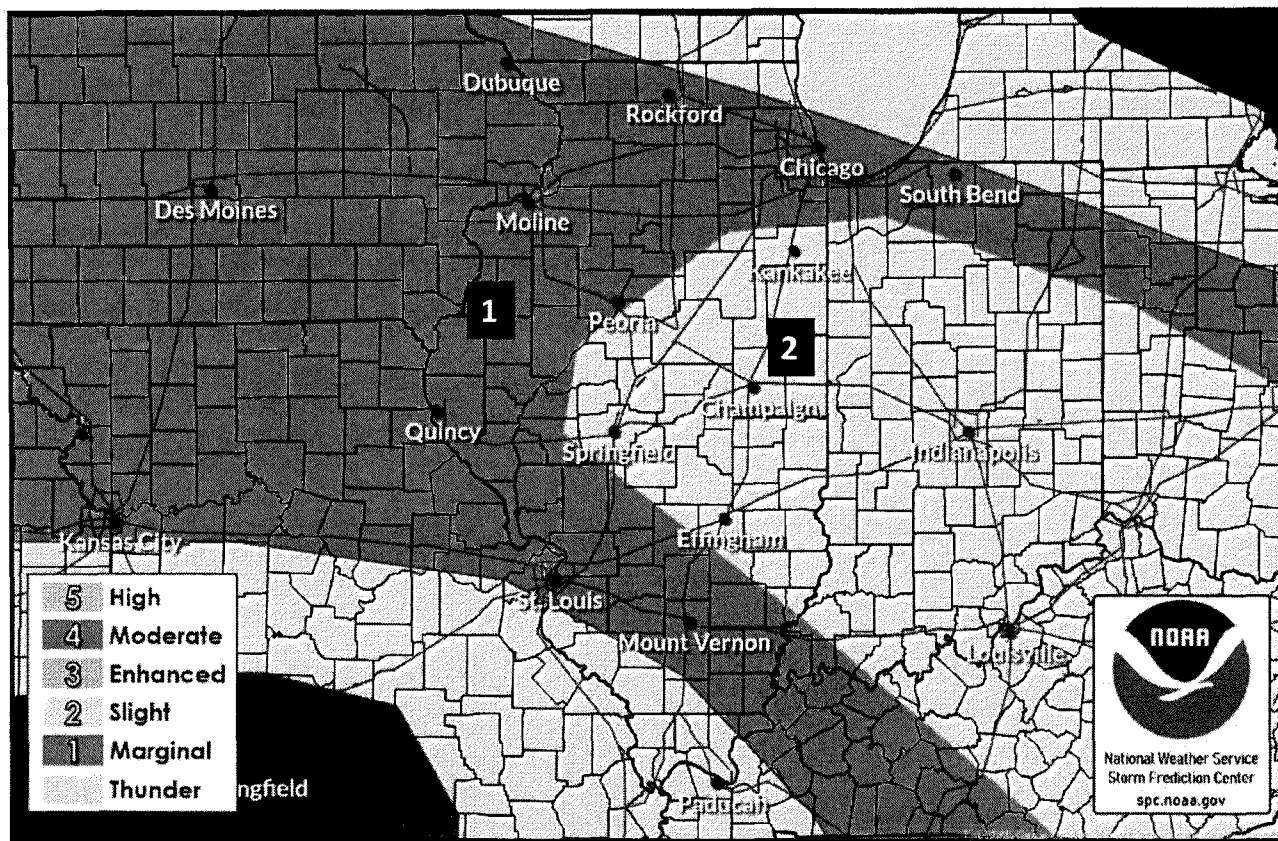 Dubuque
Rockford
Chicago
Des Moines
Moline
South Bend
Kankakee
1
Peoria
2
Champaign
Quincy
Springfield
Indianapolis
Kansas City
Effingham
St. Louis
Mount Vernon
Louisville
Paducah
ngfield
5 High
4 Moderate
3 Enhanced
2 Slight
1 Marginal
Thunder
NOAA
National Weather Service
Storm Prediction Center
spc.noaa.gov